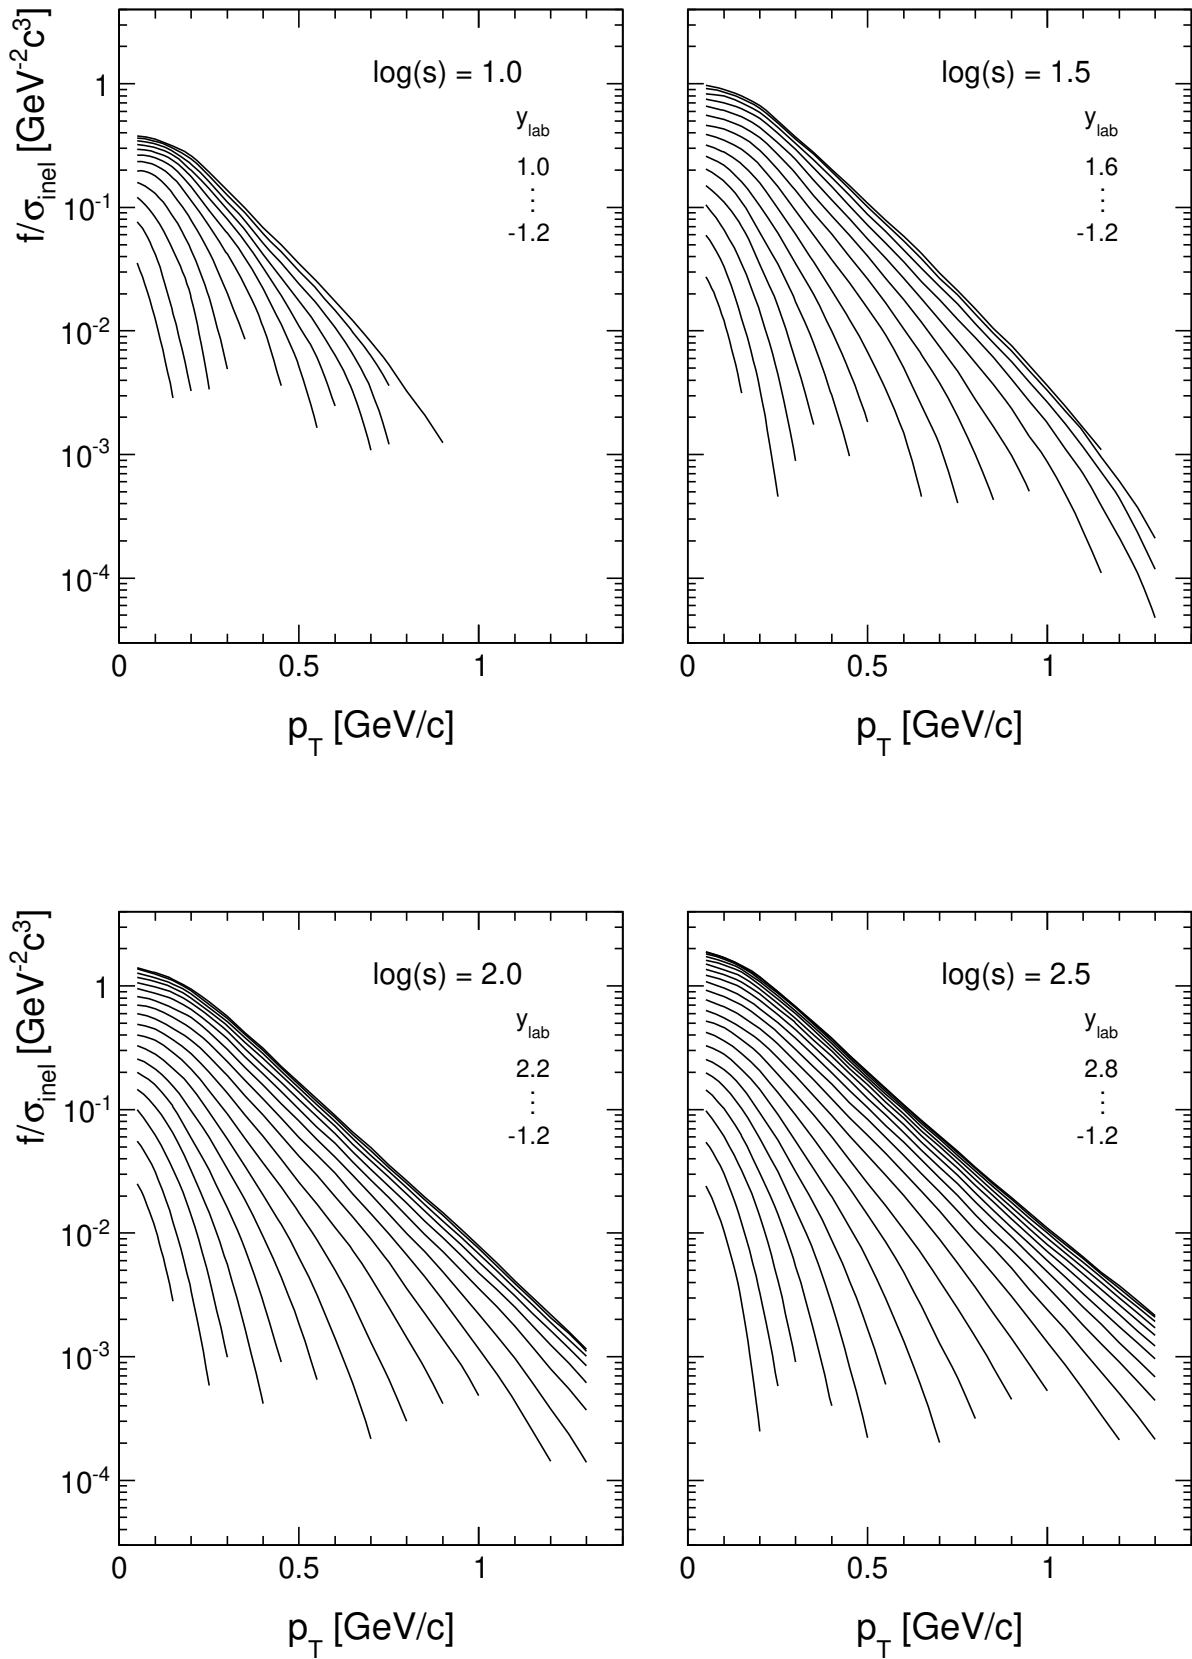 f/σ_inel [GeV⁻²c³]
log(s) = 1.0
y_lab
1.0
⋮
-1.2
1
10⁻¹
10⁻²
10⁻³
10⁻⁴
0 0.5 1
p_T [GeV/c]
log(s) = 1.5
y_lab
1.6
⋮
-1.2
0 0.5 1
p_T [GeV/c]
f/σ_inel [GeV⁻²c³]
log(s) = 2.0
y_lab
2.2
⋮
-1.2
1
10⁻¹
10⁻²
10⁻³
10⁻⁴
0 0.5 1
p_T [GeV/c]
log(s) = 2.5
y_lab
2.8
⋮
-1.2
0 0.5 1
p_T [GeV/c]